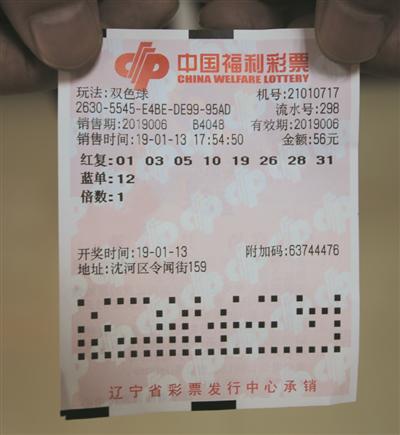 中国福利彩票
CHINA WELFARE LOTTERY
玩法:双色球 机号:21010717
2630-5545-E4BE-DE99-95AD 流水号:298
销售期:2019006 B4048 有效期:2019006
销售时间:19-01-13 17:54:50 金额:56元
红复:01 03 05 10 19 26 28 31
蓝单:12
倍数:1
开奖时间:19-01-13 附加码:63744476
地址:沈河区令闻街159
辽宁省彩票发行中心承销